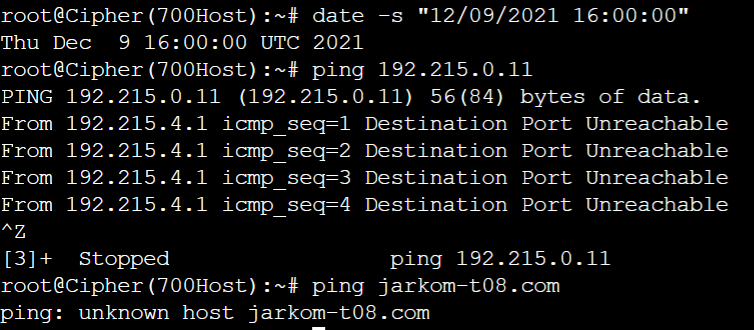 root@Cipher(700Host):~# date -s "12/09/2021 16:00:00"
Thu Dec  9 16:00:00 UTC 2021
root@Cipher(700Host):~# ping 192.215.0.11
PING 192.215.0.11 (192.215.0.11) 56(84) bytes of data.
From 192.215.4.1 icmp_seq=1 Destination Port Unreachable
From 192.215.4.1 icmp_seq=2 Destination Port Unreachable
From 192.215.4.1 icmp_seq=3 Destination Port Unreachable
From 192.215.4.1 icmp_seq=4 Destination Port Unreachable
^Z
[3]+  Stopped                 ping 192.215.0.11
root@Cipher(700Host):~# ping jarkom-t08.com
ping: unknown host jarkom-t08.com